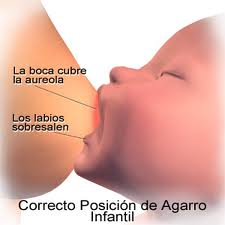 La boca cubre
la aureola
Los labios
sobresalen
Correcto Posición de Agarro
Infantil